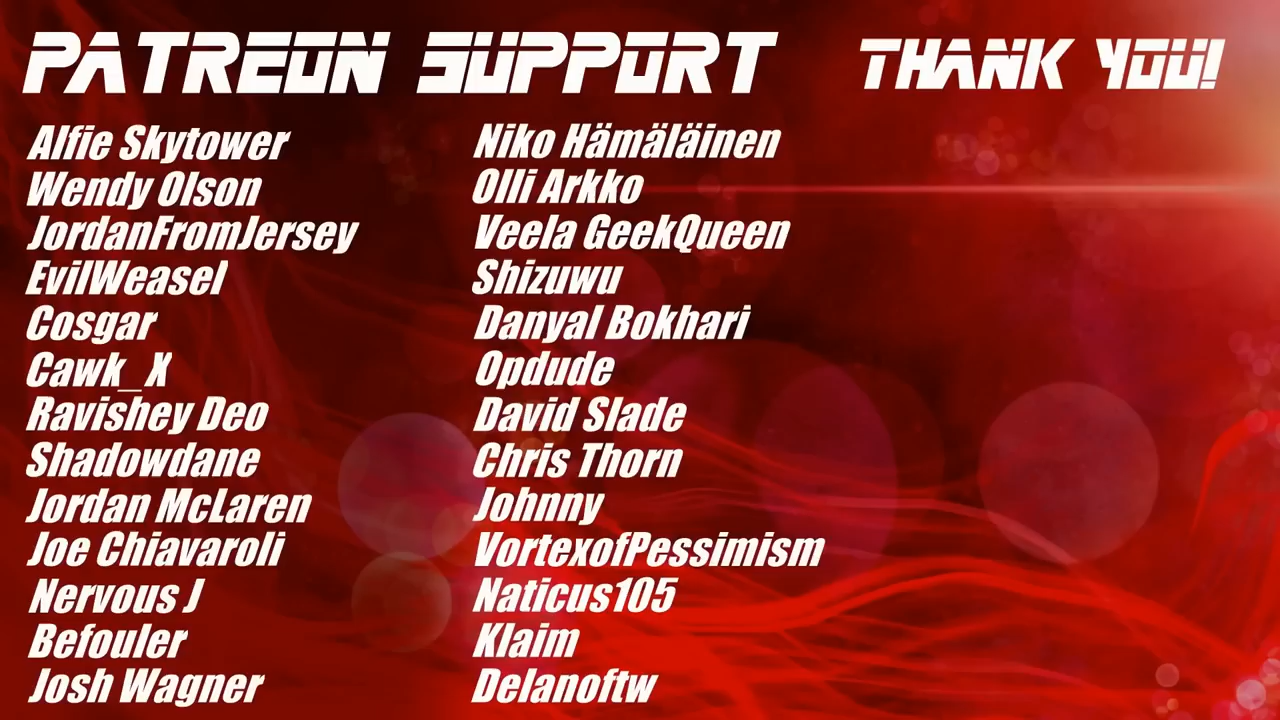 PATREON SUPPORT
THANK YOU!
Alfie Skytower
Wendy Olson
JordanFromJersey
EvilWeasel
Cosgar
Cawk_X
Ravishey Deo
Shadowdane
Jordan McLaren
Joe Chiavaroli
Nervous J
Befouler
Josh Wagner
Niko Hämäläinen
Olli Arkko
Veela GeekQueen
Shizuwu
Danyal Bokhari
Opdude
David Slade
Chris Thorn
Johnny
VortexofPessimism
Naticus105
Klaim
Delanoftw